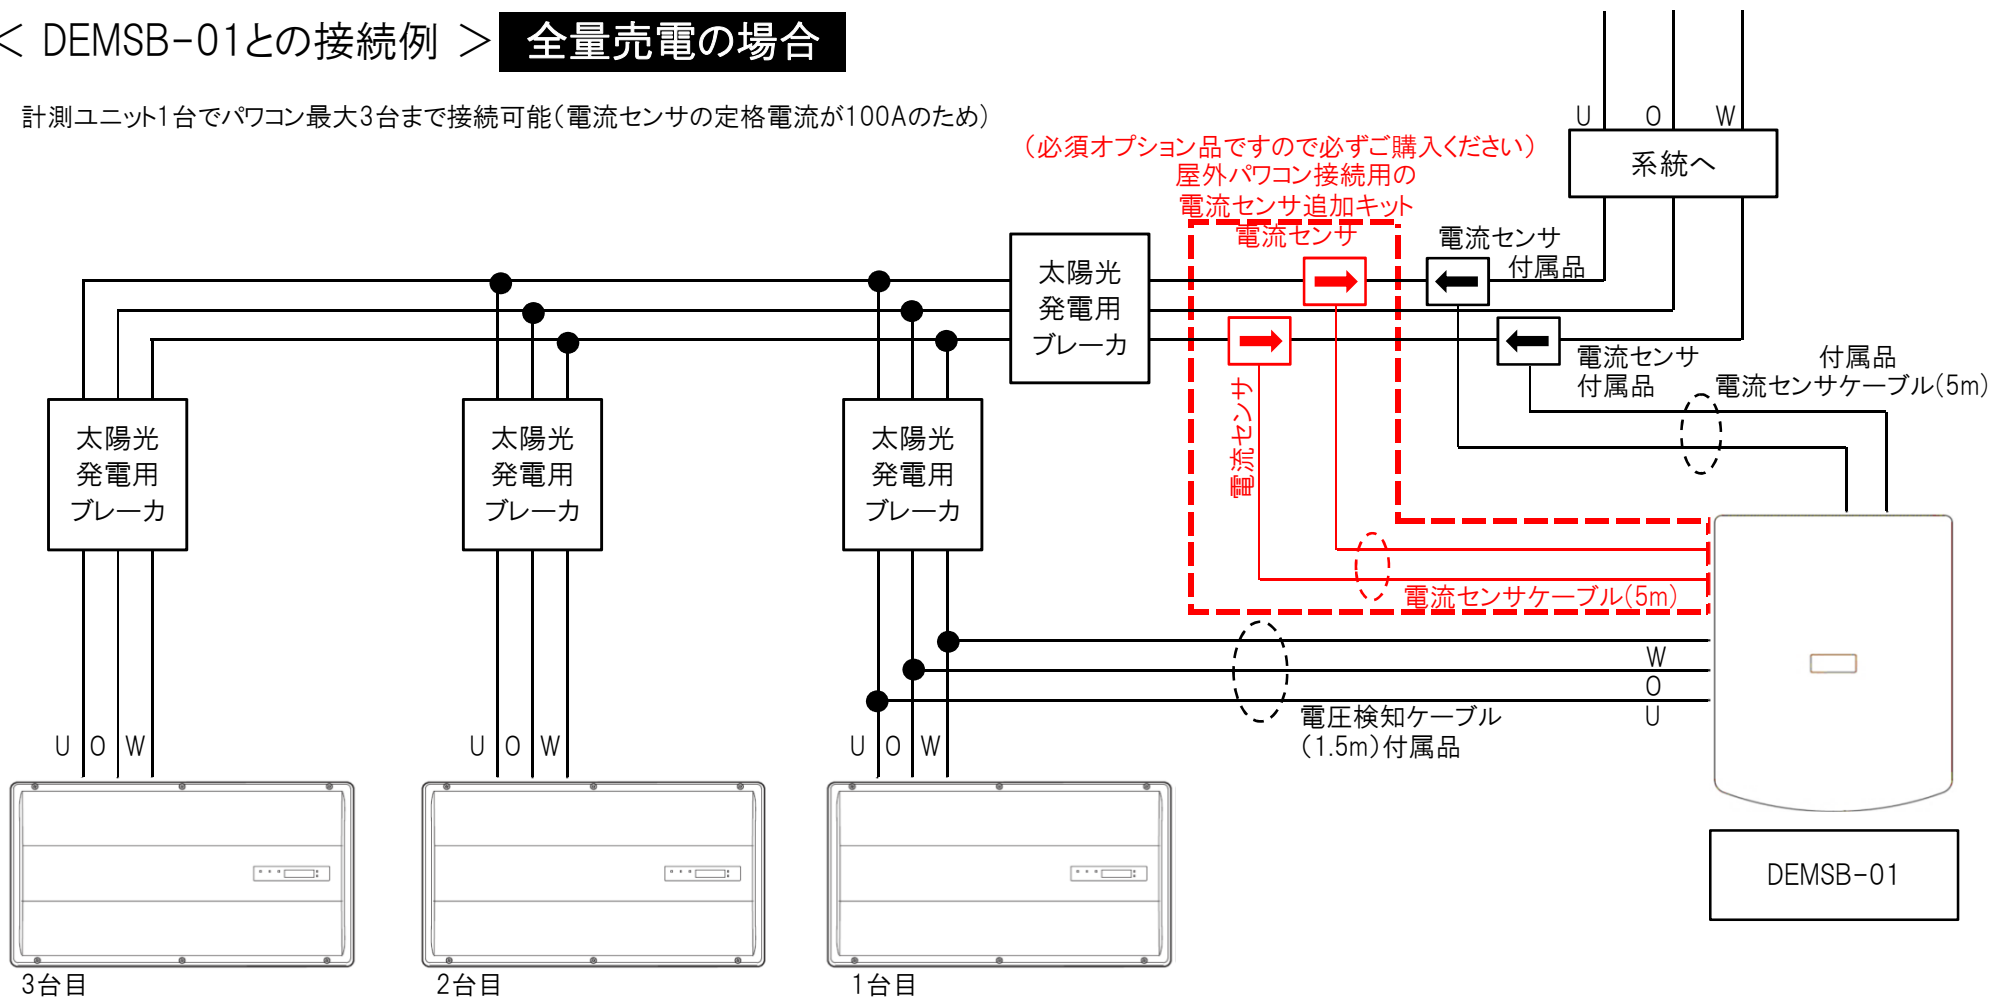 ＜ DEMSB-01との接続例 ＞ 全量売電の場合
計測ユニット1台でパワコン最大3台まで接続可能（電流センサの定格電流が100Aのため）
U O W
系統へ
（必須オプション品ですので必ずご購入ください）
屋外パワコン接続用の
電流センサ追加キット
電流センサ
電流センサ
付属品
太陽光
発電用
ブレーカ
電流センサ
付属品
付属品
電流センサケーブル(5m)
電流センサ
太陽光
発電用
ブレーカ
太陽光
発電用
ブレーカ
太陽光
発電用
ブレーカ
電流センサケーブル(5m)
W
O
U
電圧検知ケーブル
（1.5m）付属品
U O W
U O W
U O W
DEMSB-01
3台目
2台目
1台目